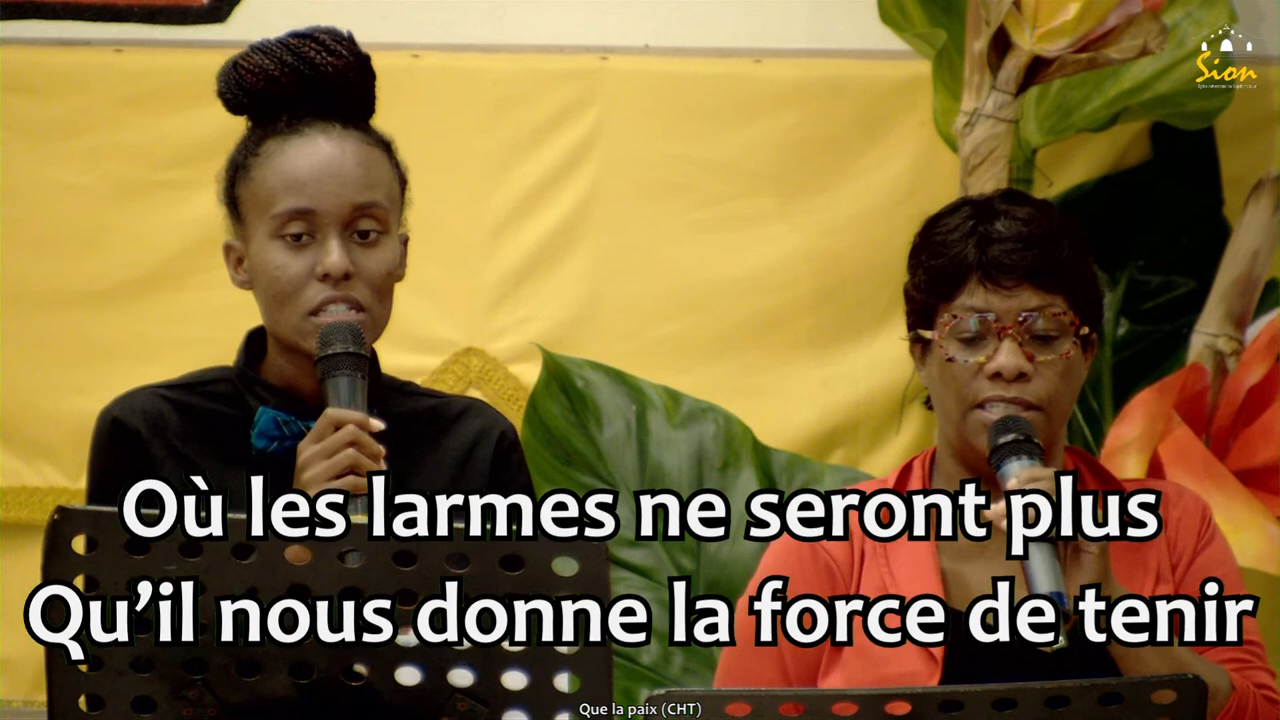 Sion
Où les larmes ne seront plus
Qu’il nous donne la force de tenir
Que la paix (CHT)